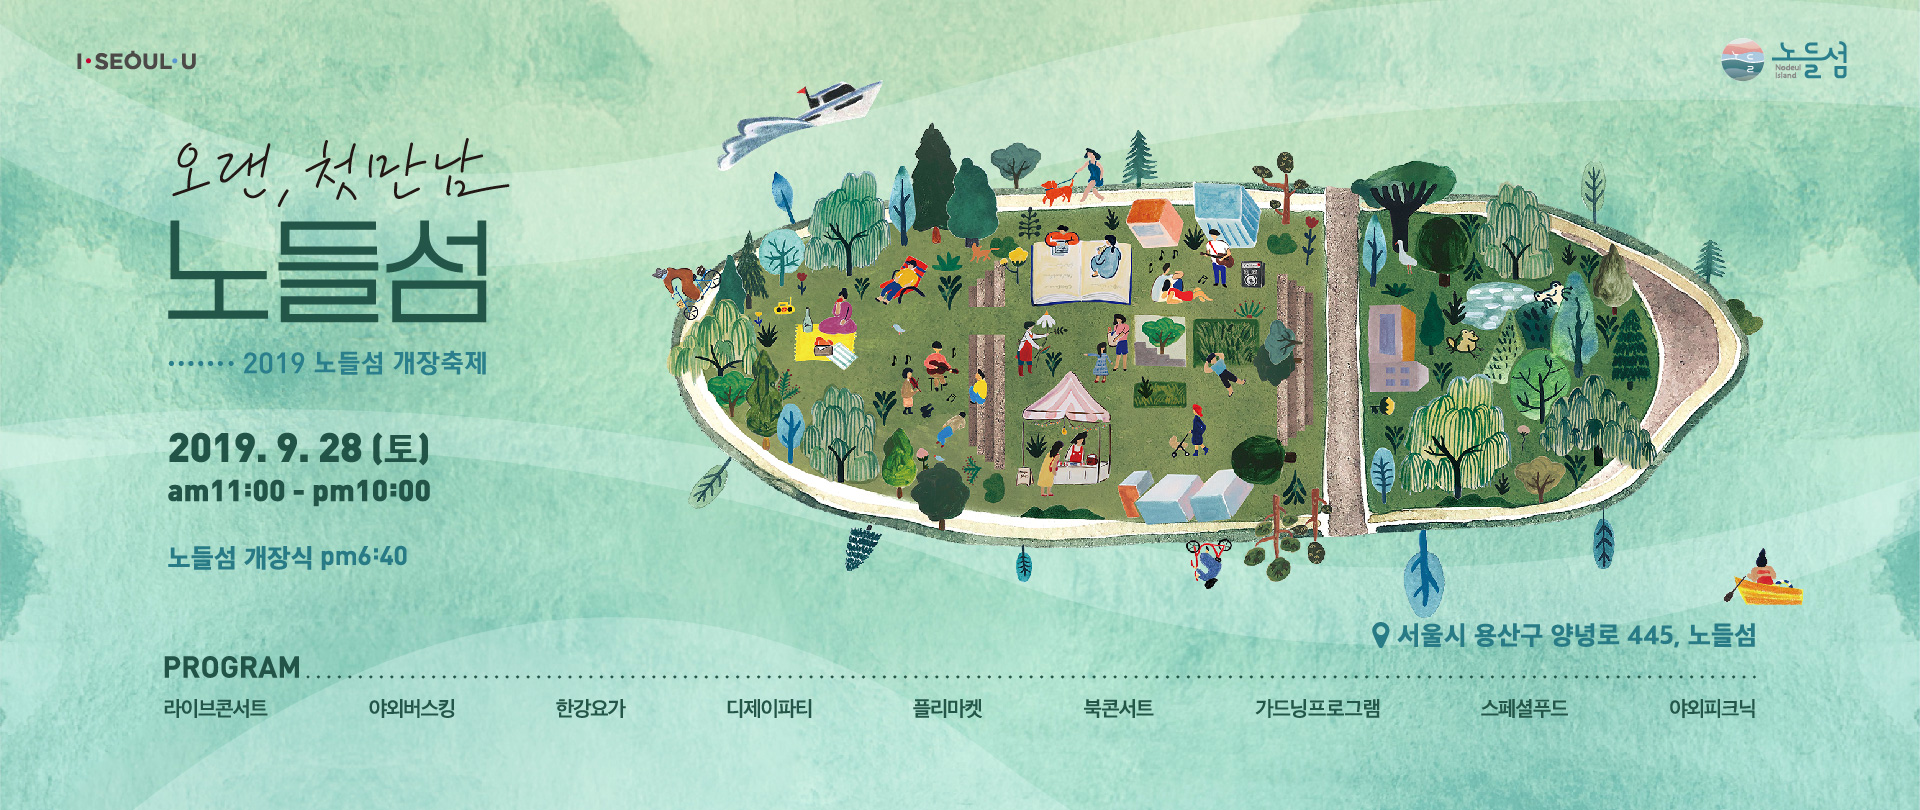 I·SEOUL·U
노들섬
Nodeul
Island
오랜, 첫만남
노들섬
2019 노들섬 개장축제
2019. 9. 28 (토)
am11:00 - pm10:00
노들섬 개장식 pm6:40
서울시 용산구 양녕로 445, 노들섬
PROGRAM
라이브콘서트 야외버스킹 한강요가 디제이파티 플리마켓 북콘서트 가드닝프로그램 스페셜푸드 야외피크닉